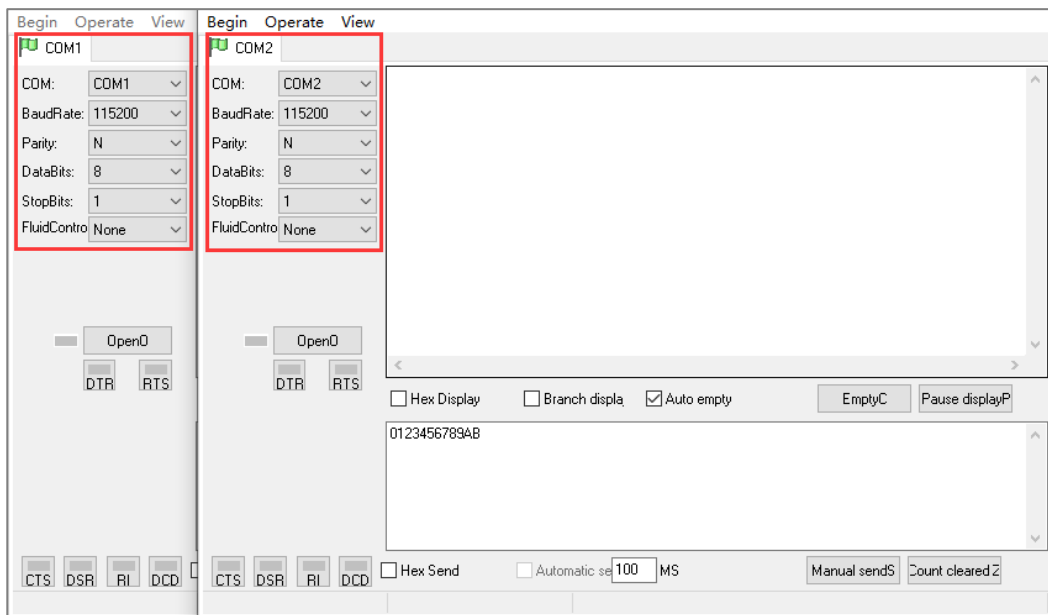 Begin Operate View
COM1
COM: COM1
BaudRate: 115200
Parity: N
DataBits: 8
StopBits: 1
FluidContro None
OpenO
DTR RTS
CTS DSR RI DCD
Begin Operate View
COM2
COM: COM2
BaudRate: 115200
Parity: N
DataBits: 8
StopBits: 1
FluidContro None
OpenO
DTR RTS
CTS DSR RI DCD
Hex Display Branch displa Auto empty EmptyC Pause displayP
0123456789AB
Hex Send Automatic se 100 MS Manual sendS Count cleared Z